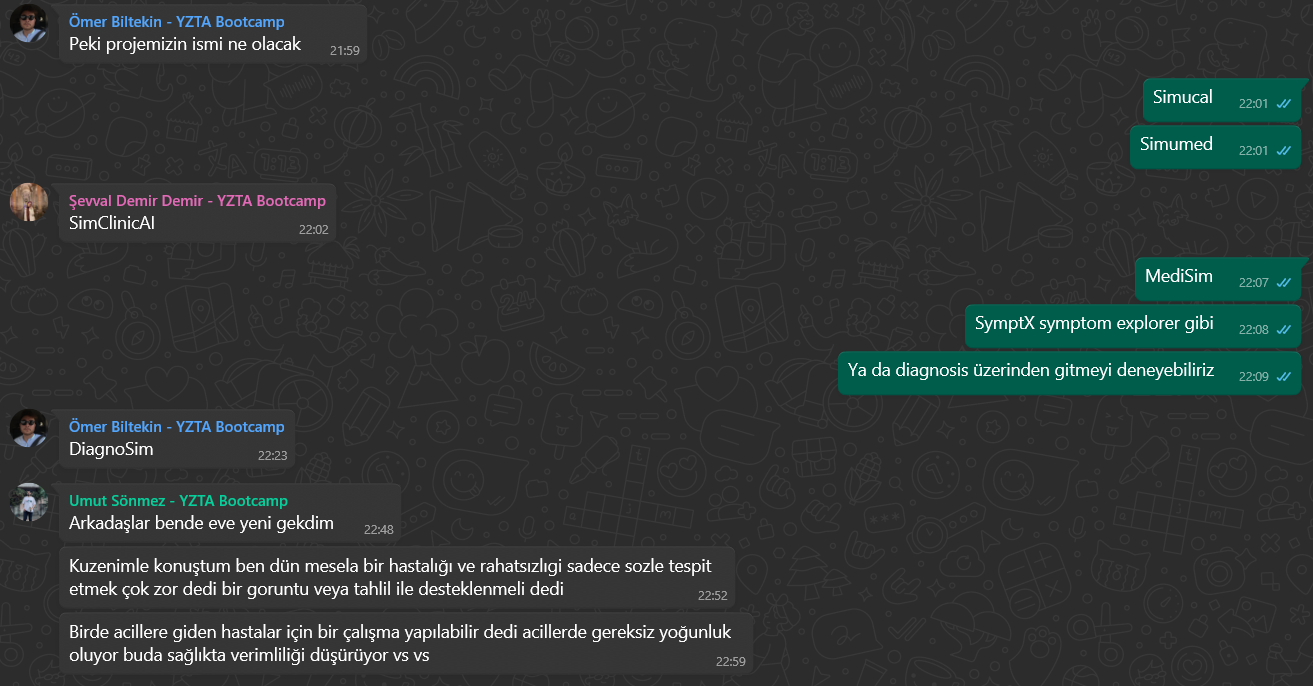 Ömer Biltekin - YZTA Bootcamp
Peki projemizin ismi ne olacak
21:59
Simucal
22:01
Simumed
22:01
Şevval Demir Demir - YZTA Bootcamp
SimClinicAI
22:02
MediSim
22:07
SymptX symptom explorer gibi
22:08
Ya da diagnosis üzerinden gitmeyi deneyebiliriz
22:09
Ömer Biltekin - YZTA Bootcamp
DiagnoSim
22:23
Umut Sönmez - YZTA Bootcamp
Arkadaşlar bende eve yeni gekdim
22:48
Kuzenimle konuştum ben dün mesela bir hastalığı ve rahatsızlıgi sadece sozle tespit
etmek çok zor dedi bir goruntu veya tahlil ile desteklenmeli dedi
22:52
Birde acillere giden hastalar için bir çalışma yapılabilir dedi acillerde gereksiz yoğunluk
oluyor buda sağlıkta verimliliği düşürüyor vs vs
22:59